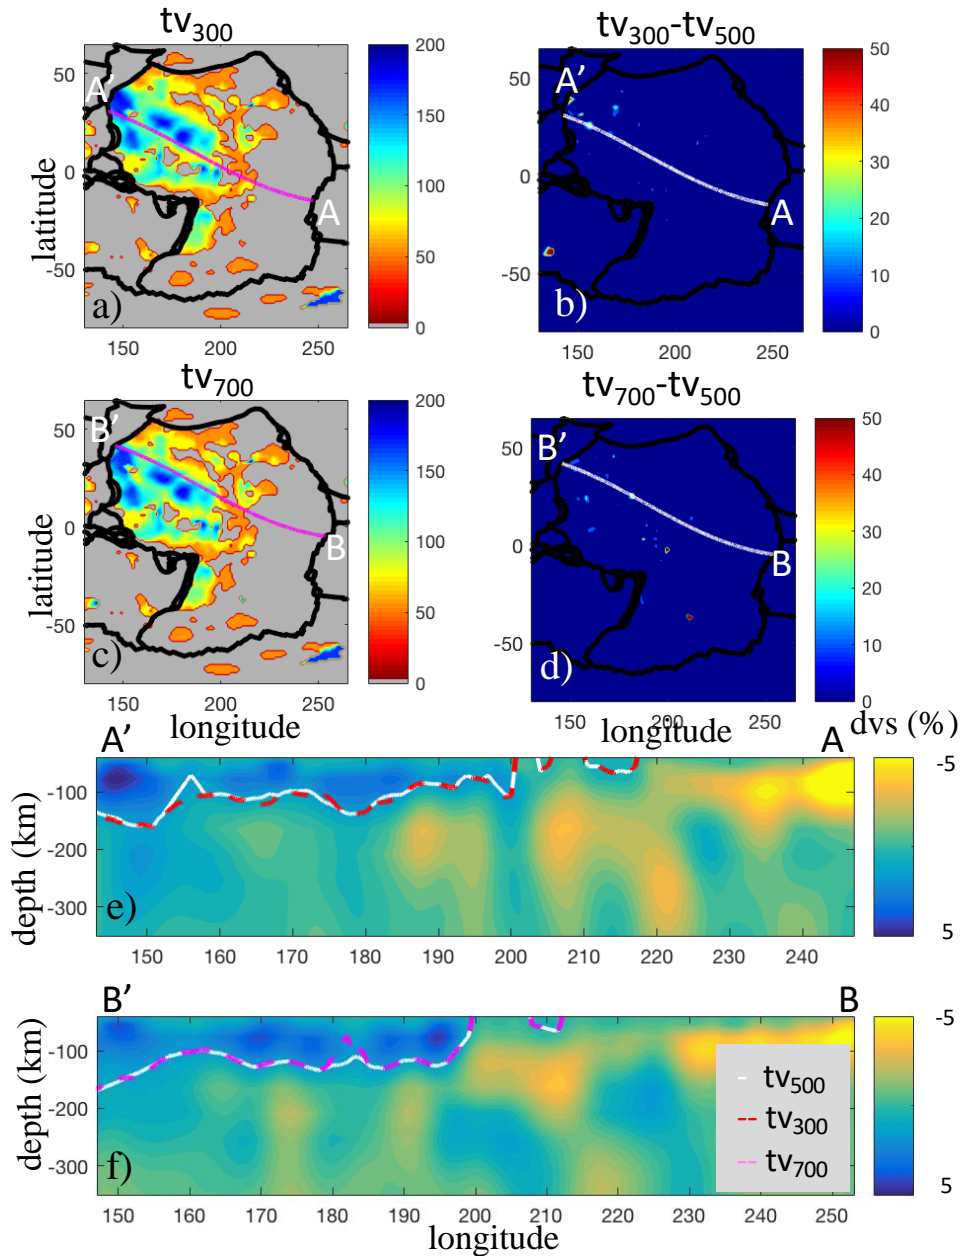 tv300
tv300-tv500
A’
A
a)
latitude
50
0
-50
150
200
250
200
150
100
50
0
A’
A
b)
50
0
-50
150
200
250
50
40
30
20
10
0
tv700
tv700-tv500
B’
B
c)
latitude
50
0
-50
150
200
250
longitude
200
150
100
50
0
B’
B
d)
50
0
-50
150
200
250
longitude
50
40
30
20
10
0
dvs (%)
A’
A
depth (km)
-100
-200
-300
e)
150 160 170 180 190 200 210 220 230 240
-5
5
B’
B
depth (km)
-100
-200
-300
f)
tv500
tv300
tv700
150 160 170 180 190 200 210 220 230 240 250
longitude
-5
5